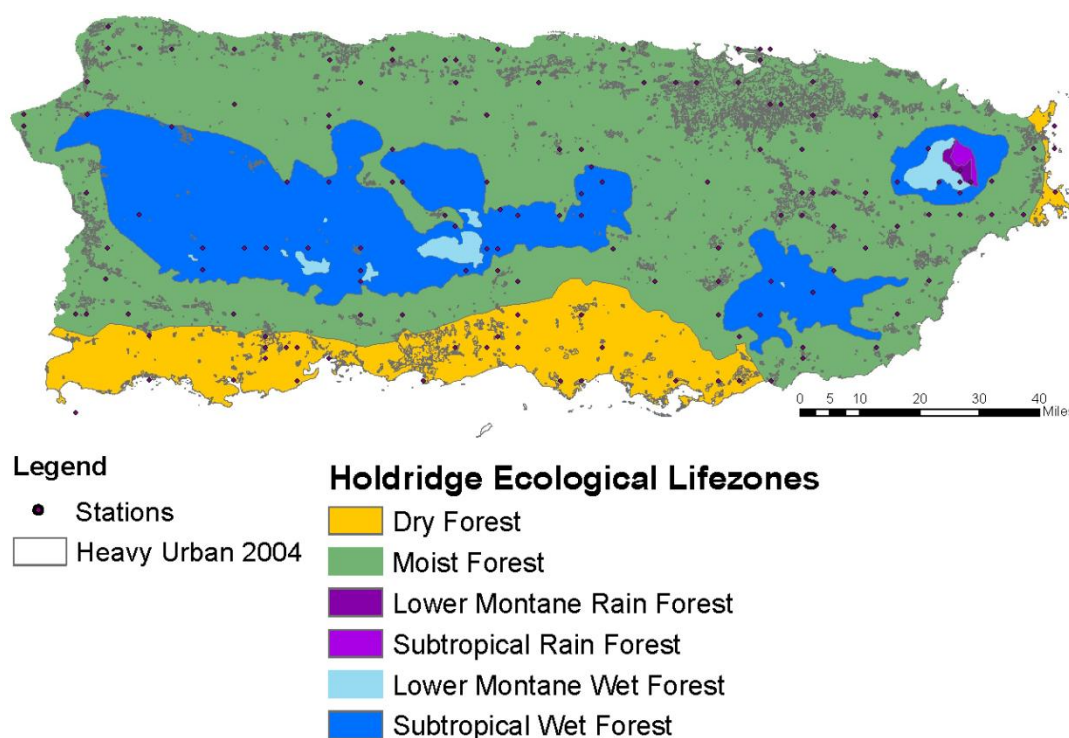 0 5 10 20 30 40
Miles
Legend
Stations
Heavy Urban 2004
Holdridge Ecological Lifezones
Dry Forest
Moist Forest
Lower Montane Rain Forest
Subtropical Rain Forest
Lower Montane Wet Forest
Subtropical Wet Forest